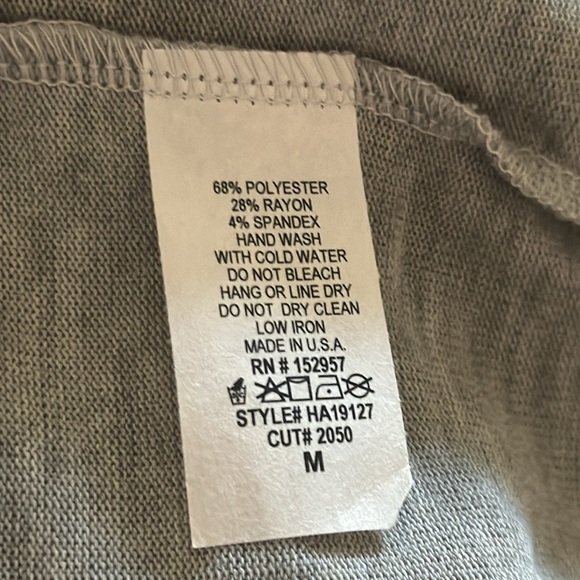 68% POLYESTER
28% RAYON
4% SPANDEX
HAND WASH
WITH COLD WATER
DO NOT BLEACH
HANG OR LINE DRY
DO NOT DRY CLEAN
LOW IRON
MADE IN U.S.A.
RN # 152957
STYLE# HA19127
CUT# 2050
M